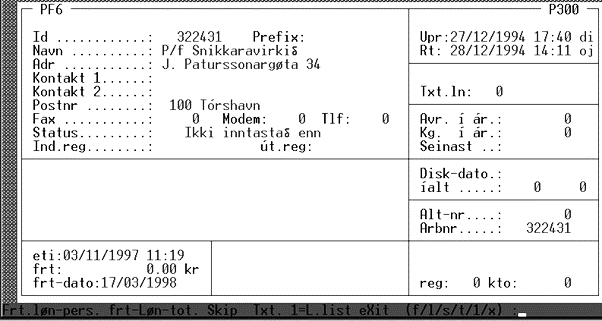 PF6 P300
Id ............: 322431 Prefix:
Navn ..........: P/f Snikkaravirkið
Adr ...........: J. Paturssonargøta 34
Kontakt 1......:
Kontakt 2......:
Postnr ........: 100 Tórshavn
Fax ...........: 0 Modem: 0 Tlf: 0
Status.........: Ikki inntastað enn
Ind.reg........: út.reg:
Upr:27/12/1994 17:40 di
Rt: 28/12/1994 14:11 oj
Txt.ln: 0
Avr. í ár.: 0
Kg. í ár.: 0
Seinast ..:
Disk-dato.:
íalt .....: 0 0
Alt-nr....: 0
Arbnr.....: 322431
eti:03/11/1997 11:19
frt: 0.00 kr
frt-dato:17/03/1998
reg: 0 kto: 0
Frt.løn-pers. frt-Løn-tot. Skip Txt. 1=L.list eXit (f/l/s/t/1/x) :_